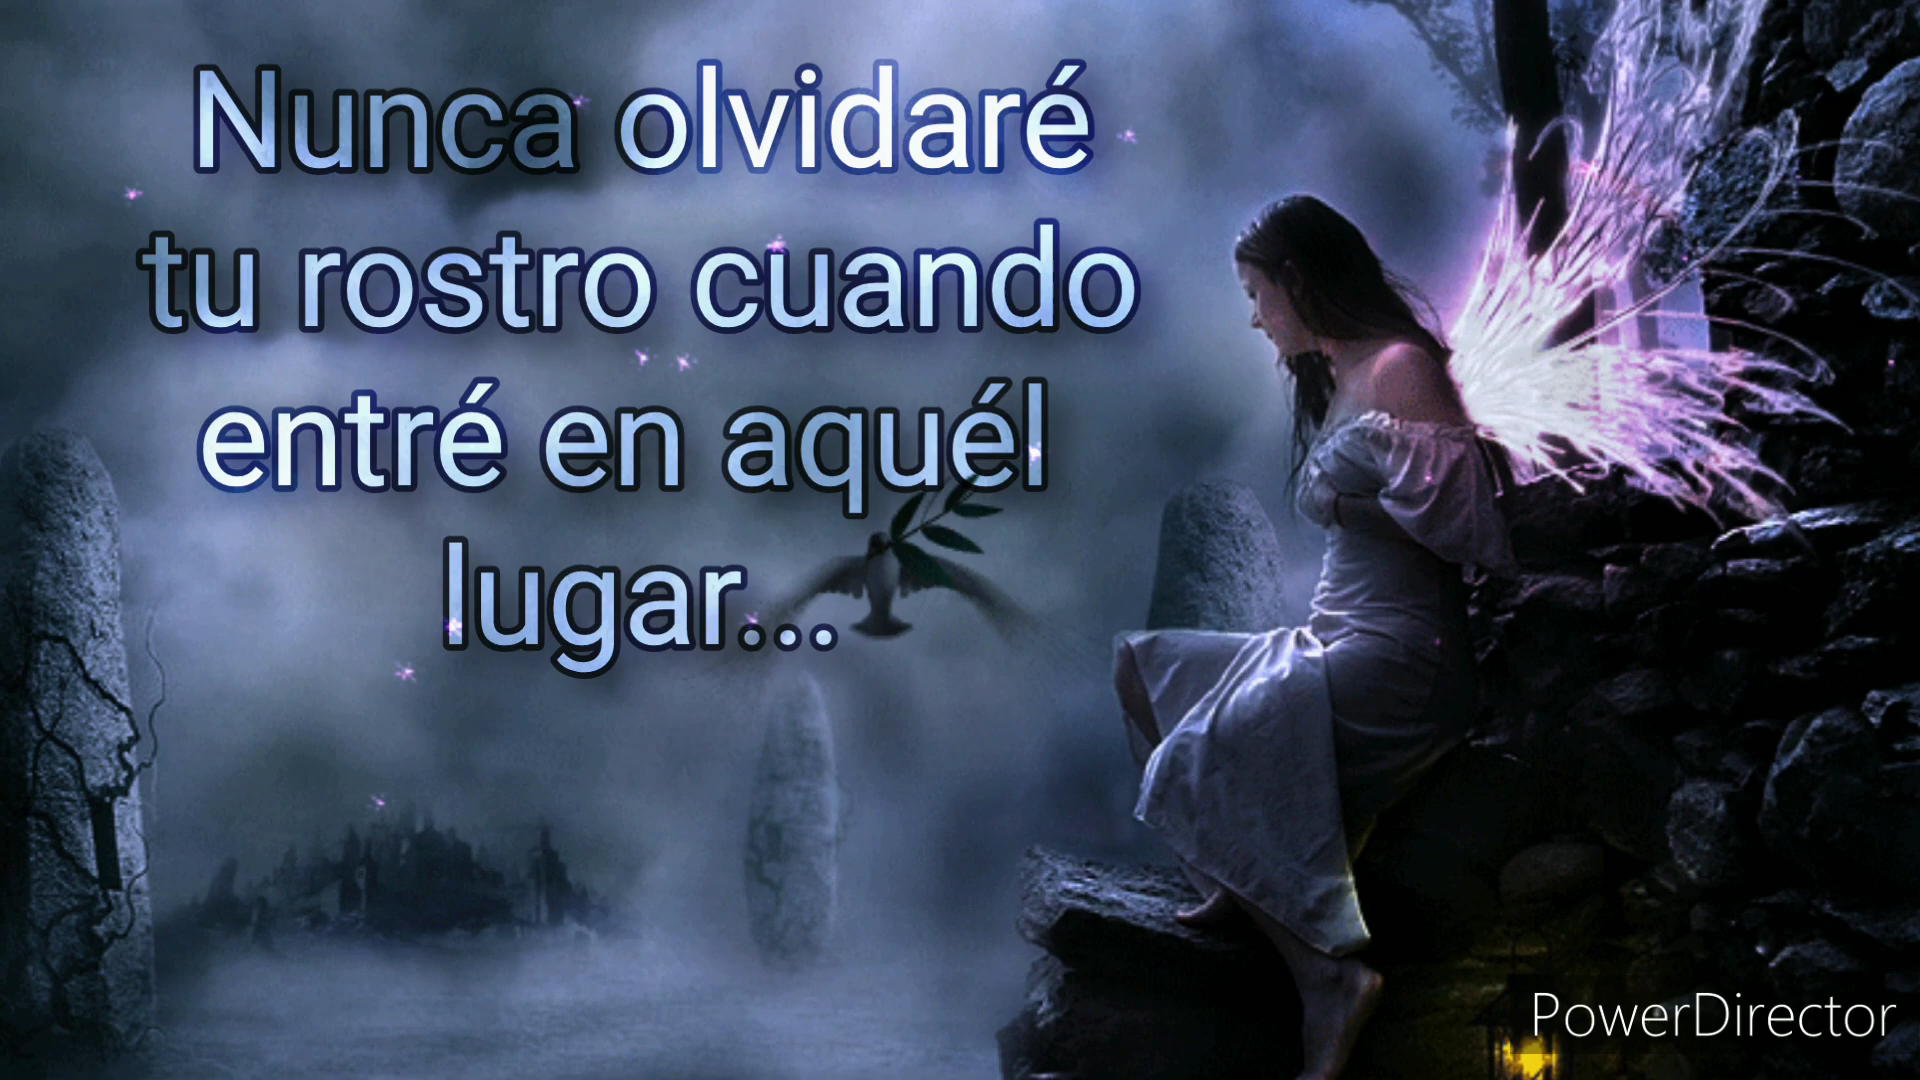 Nunca olvidaré
tu rostro cuando
entré en aquél
lugar...
PowerDirector